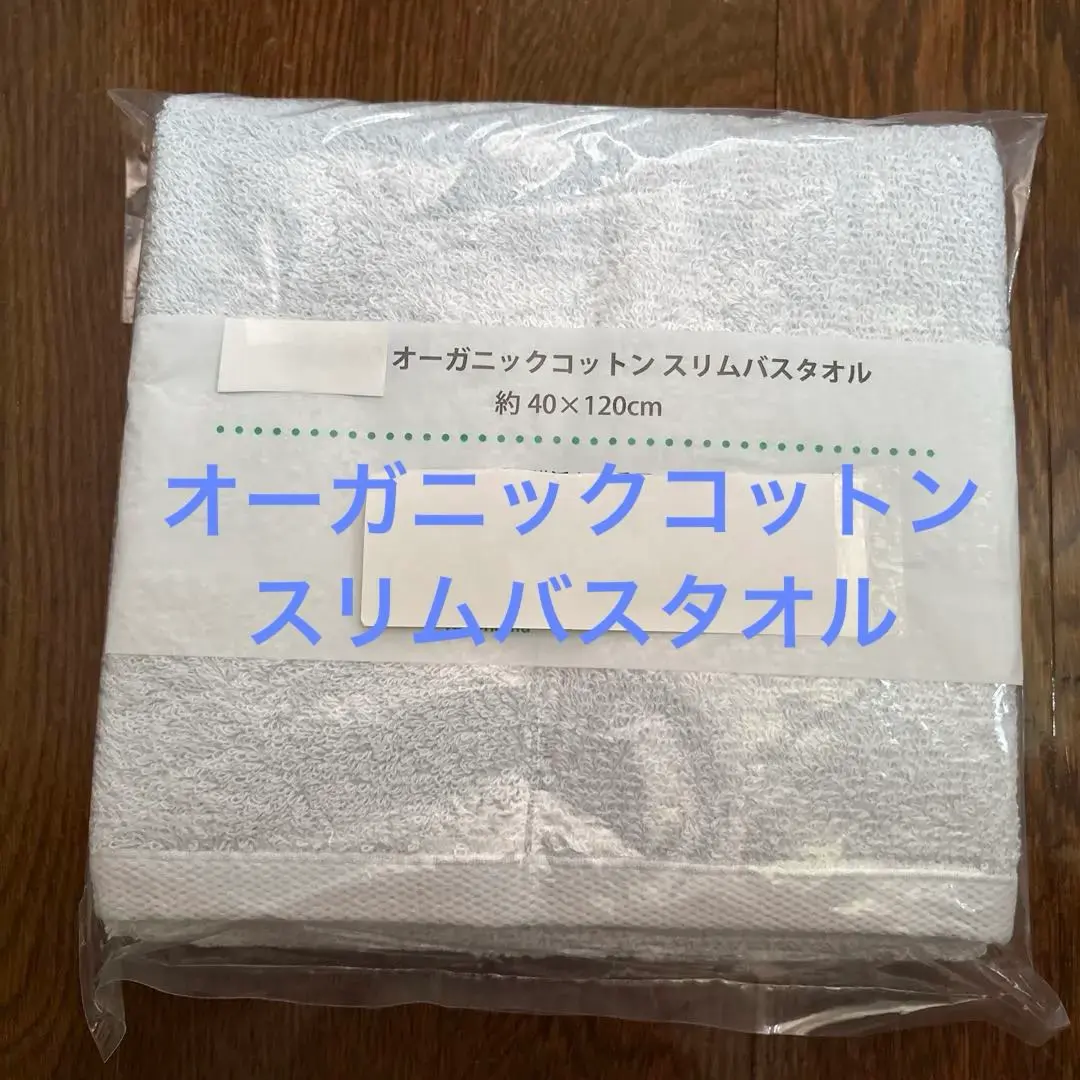 オーガニックコットン スリムバスタオル
約 40×120cm
オーガニックコットン
スリムバスタオル